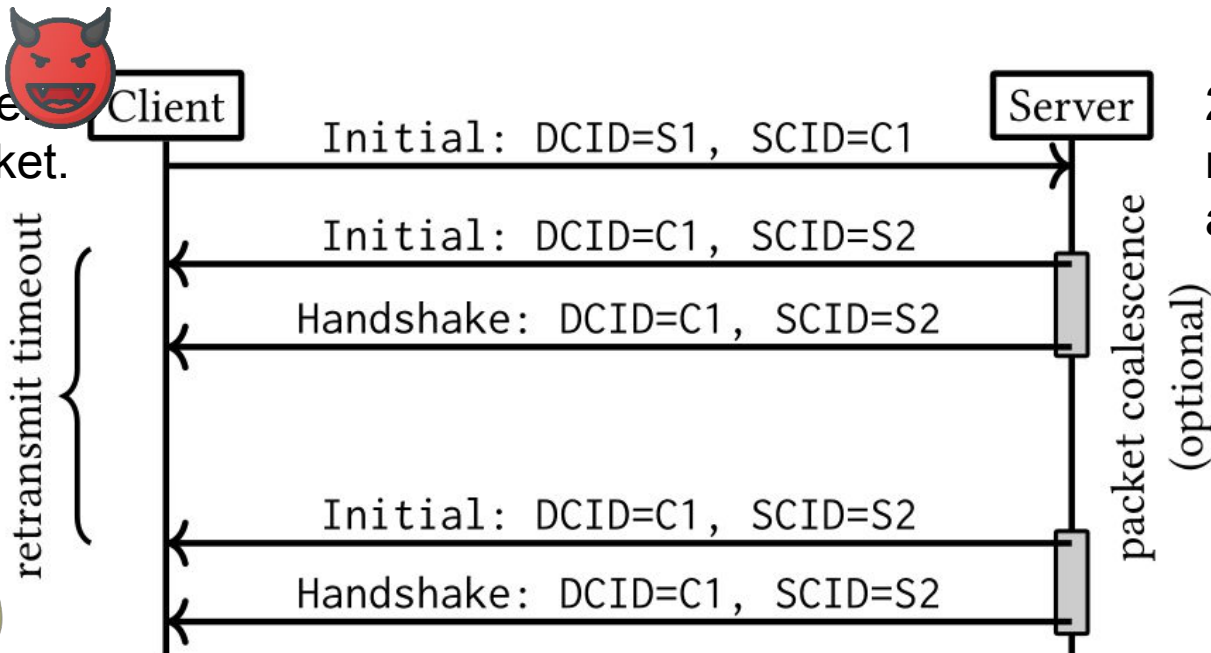 Client
Server
ket.
Initial: DCID=S1, SCID=C1
Initial: DCID=C1, SCID=S2
Handshake: DCID=C1, SCID=S2
retransmit timeout
packet coalescence
(optional)
Initial: DCID=C1, SCID=S2
Handshake: DCID=C1, SCID=S2